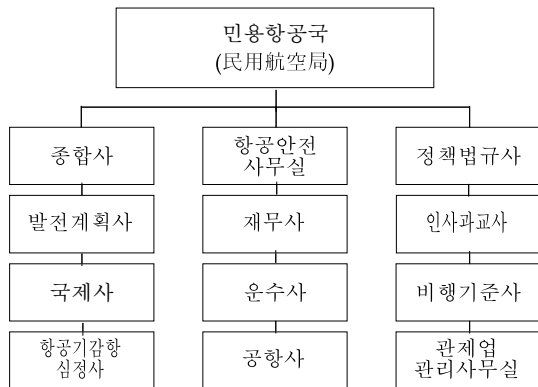 민용항공국
(民用航空局)
종합사
항공안전
사무실
정책법규사
발전계획사
재무사
인사과교사
국제사
운수사
비행기준사
항공기감항
심정사
공항사
관제업
관리사무실